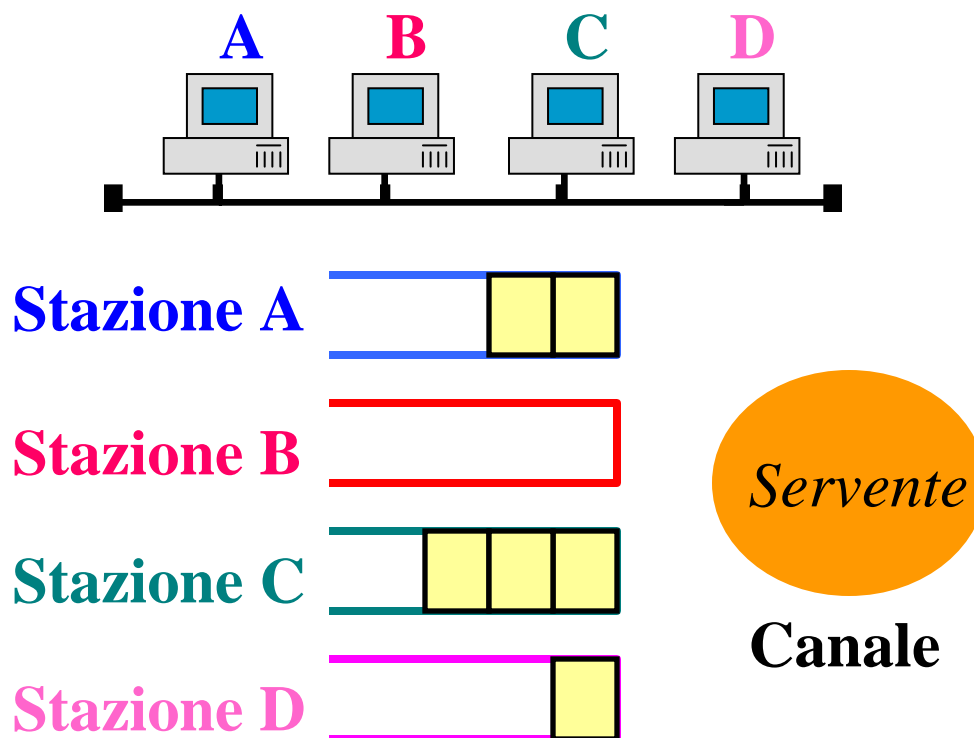 A B C D
Stazione A
Stazione B
Servente
Stazione C
Canale
Stazione D